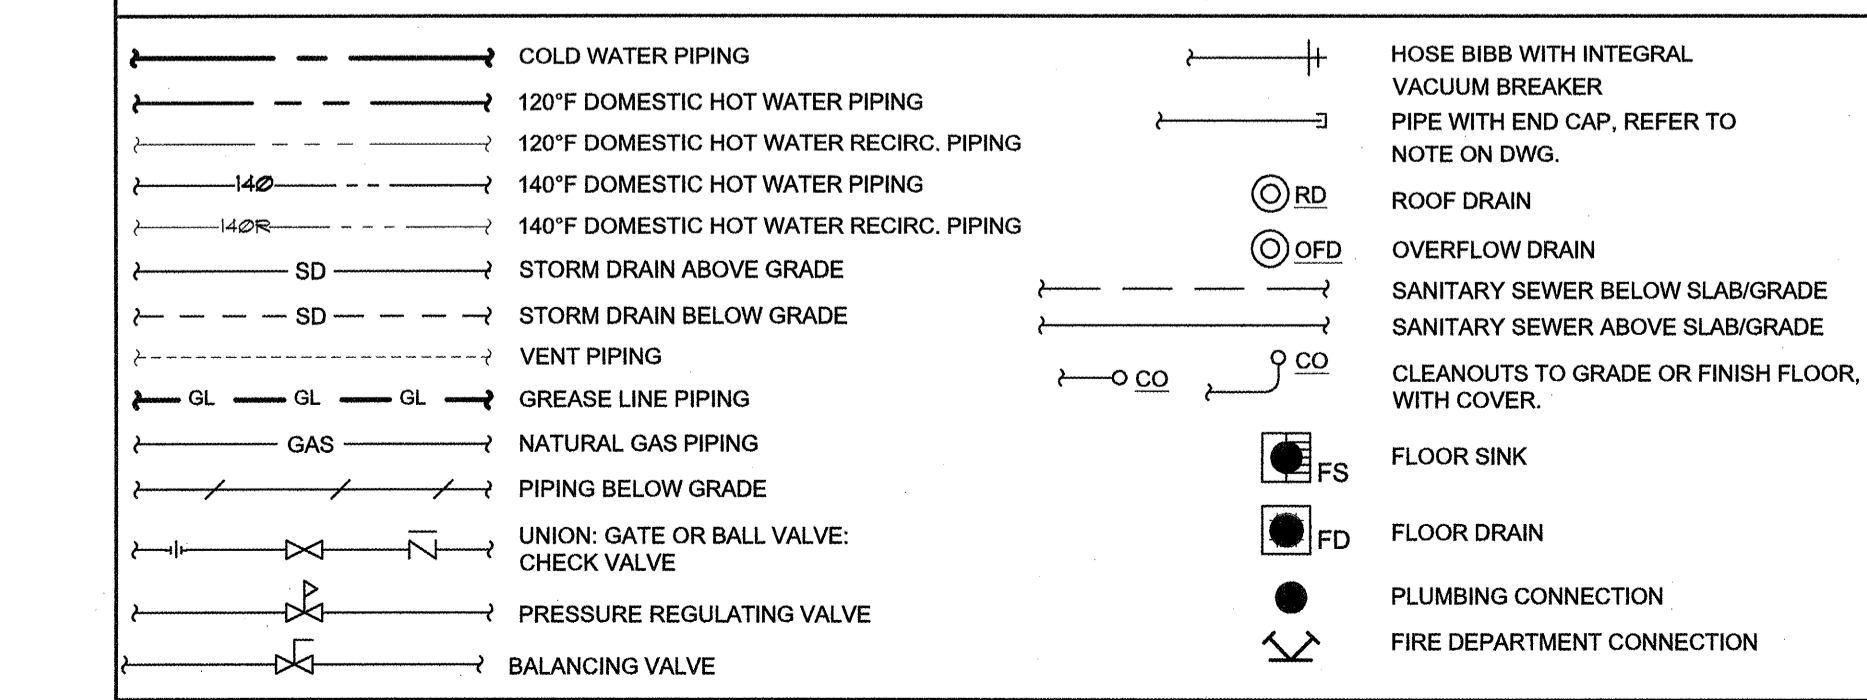 COLD WATER PIPING
120°F DOMESTIC HOT WATER PIPING
120°F DOMESTIC HOT WATER RECIRC. PIPING
140 140°F DOMESTIC HOT WATER PIPING
140R 140°F DOMESTIC HOT WATER RECIRC. PIPING
SD STORM DRAIN ABOVE GRADE
SD STORM DRAIN BELOW GRADE
VENT PIPING
GL GL GL GREASE LINE PIPING
GAS NATURAL GAS PIPING
PIPING BELOW GRADE
UNION: GATE OR BALL VALVE:
CHECK VALVE
PRESSURE REGULATING VALVE
BALANCING VALVE
HOSE BIBB WITH INTEGRAL
VACUUM BREAKER
PIPE WITH END CAP, REFER TO
NOTE ON DWG.
RD ROOF DRAIN
OFD OVERFLOW DRAIN
SANITARY SEWER BELOW SLAB/GRADE
SANITARY SEWER ABOVE SLAB/GRADE
CO CO CLEANOUTS TO GRADE OR FINISH FLOOR,
WITH COVER.
FS FLOOR SINK
FD FLOOR DRAIN
PLUMBING CONNECTION
FIRE DEPARTMENT CONNECTION